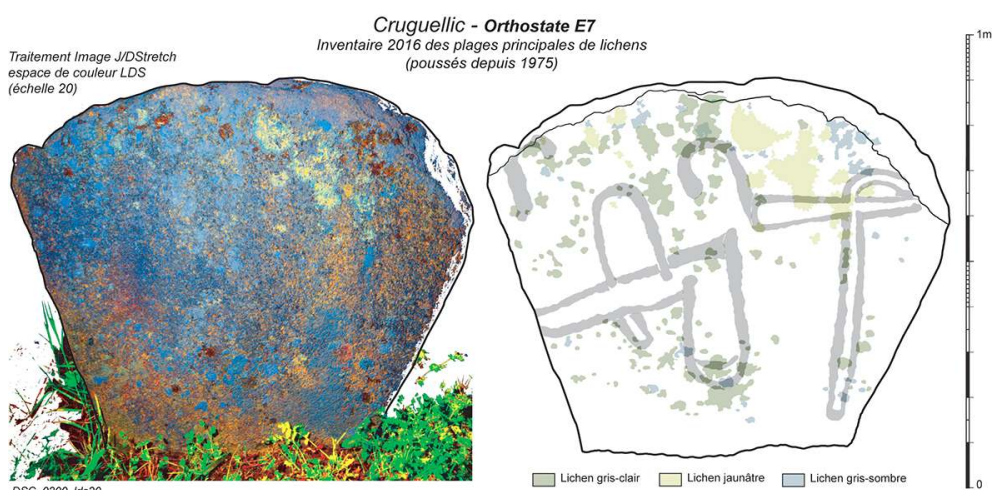 Cruguellic - Orthostate E7
Inventaire 2016 des plages principales de lichens
(poussés depuis 1975)
Traitement Image J/DStretch
espace de couleur LDS
(échelle 20)
1m
0
Lichen gris-clair
Lichen jaunâtre
Lichen gris-sombre